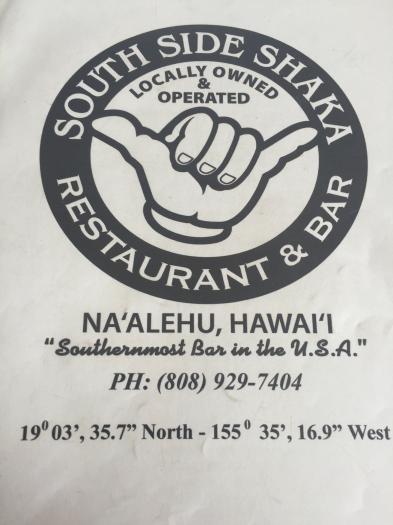 SOUTH SIDE SHAKA
LOCALLY OWNED
&
OPERATED
RESTAURANT & BAR
NA‘ALEHU, HAWAI‘I
“Southernmost Bar in the U.S.A."
PH: (808) 929-7404
19⁰ 03’, 35.7” North - 155⁰ 35’, 16.9” West